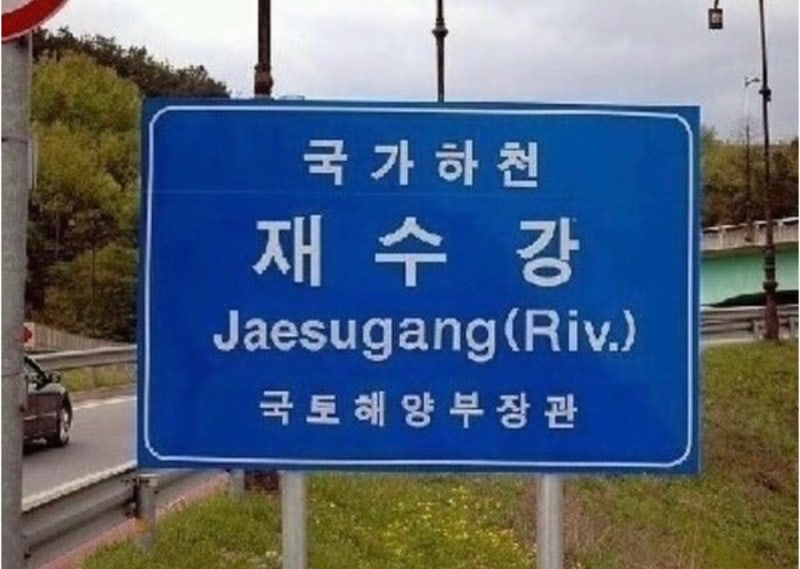 국가하천
재수강
Jaesugang(Riv.)
국토해양부장관